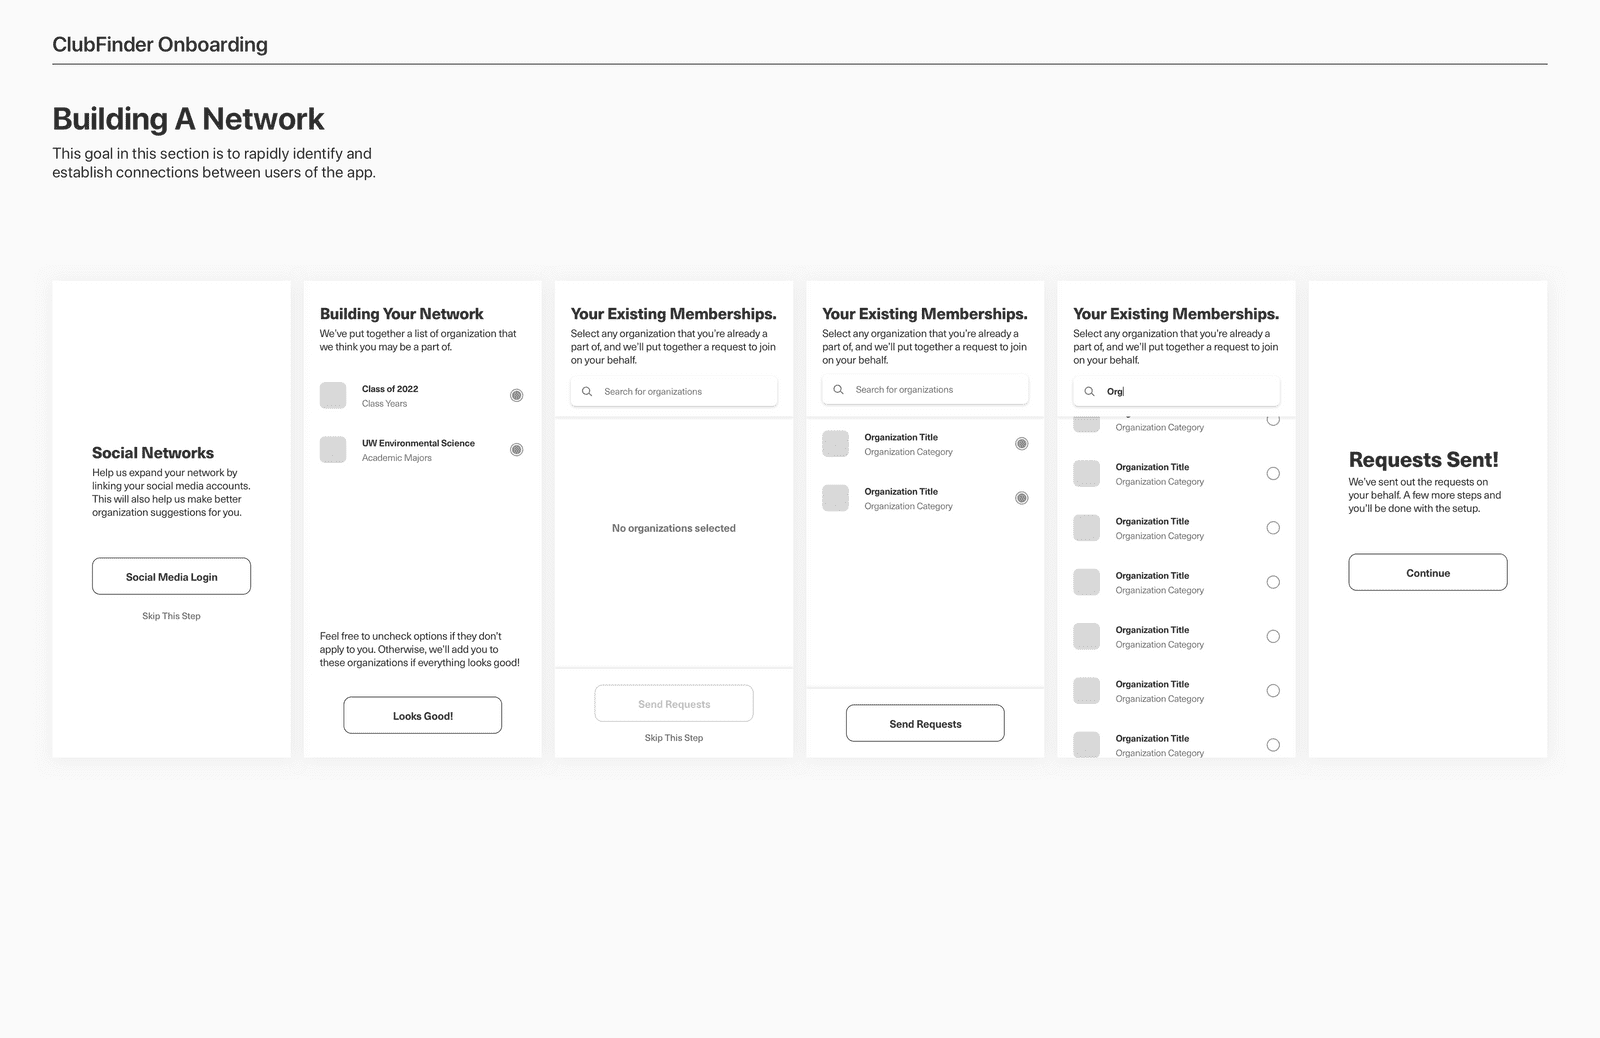 ClubFinder Onboarding
Building A Network
This goal in this section is to rapidly identify and
establish connections between users of the app.
Social Networks
Help us expand your network by
linking your social media accounts.
This will also help us make better
organization suggestions for you.
Social Media Login
Skip This Step
Building Your Network
We've put together a list of organization that
we think you may be a part of.
Class of 2022
Class Years
UW Environmental Science
Academic Majors
Feel free to uncheck options if they don't
apply to you. Otherwise, we'll add you to
these organizations if everything looks good!
Looks Good!
Your Existing Memberships.
Select any organization that you're already a
part of, and we'll put together a request to join
on your behalf.
Search for organizations
No organizations selected
Send Requests
Skip This Step
Your Existing Memberships.
Select any organization that you're already a
part of, and we'll put together a request to join
on your behalf.
Search for organizations
Organization Title
Organization Category
Organization Title
Organization Category
Send Requests
Your Existing Memberships.
Select any organization that you're already a
part of, and we'll put together a request to join
on your behalf.
Org
Organization Category
Organization Title
Organization Category
Organization Title
Organization Category
Organization Title
Organization Category
Organization Title
Organization Category
Organization Title
Organization Category
Organization Title
Organization Category
Requests Sent!
We've sent out the requests on
your behalf. A few more steps and
you'll be done with the setup.
Continue